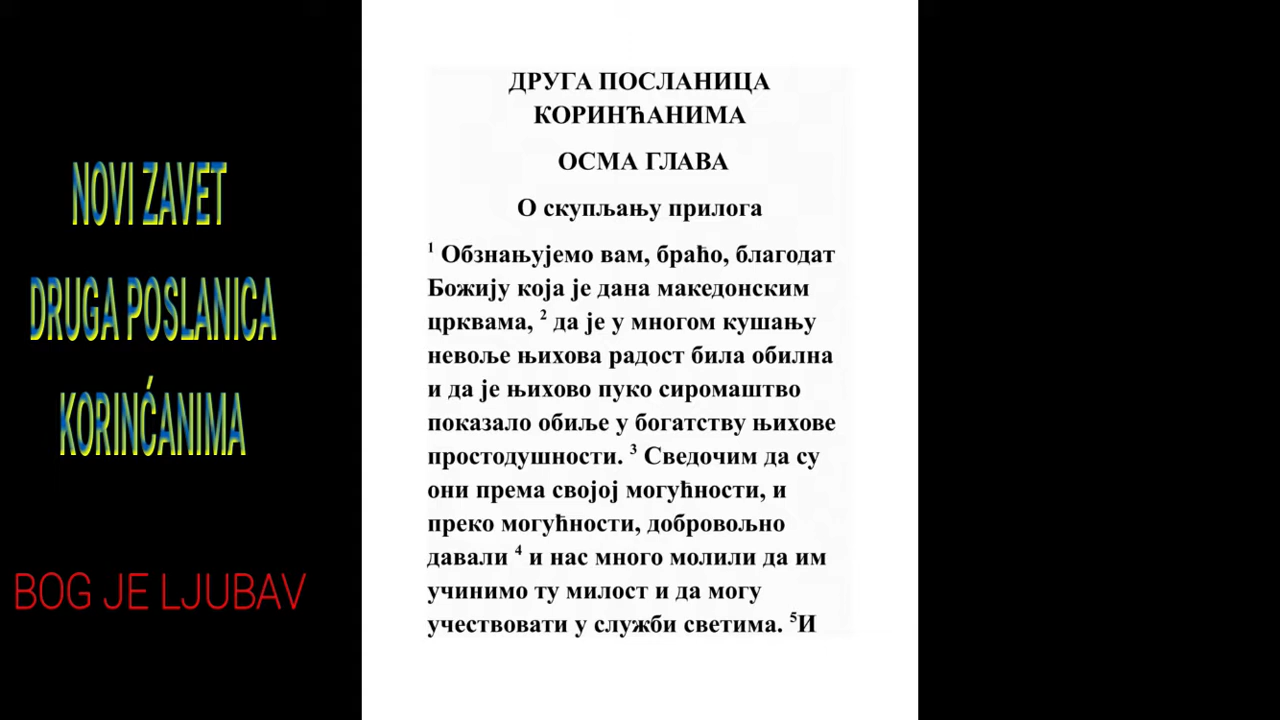 NOVI ZAVET
DRUGA POSLANICA
KORINĆANIMA
BOG JE LJUBAV
ДРУГА ПОСЛАНИЦА
КОРИНЋАНИМА
ОСМА ГЛАВА
О скупљању прилога
1 Обзнањујемо вам, браћо, благодат
Божију која је дана македонским
црквама, 2 да је у многом кушању
невоље њихова радост била обилна
и да је њихово пуко сиромаштво
показало обиље у богатству њихове
простодушности. 3 Сведочим да су
они према својој могућности, и
преко могућности, добровољно
давали 4 и нас много молили да им
учинимо ту милост и да могу
учествовати у служби светима. 5И